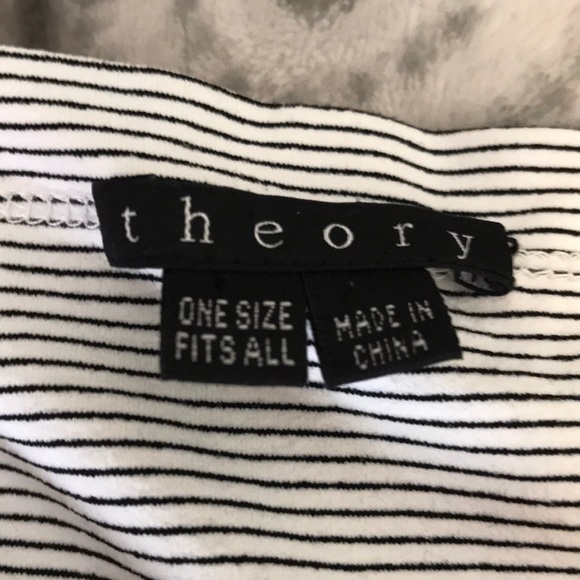 theory
ONE SIZE
FITS ALL
MADE IN
CHINA